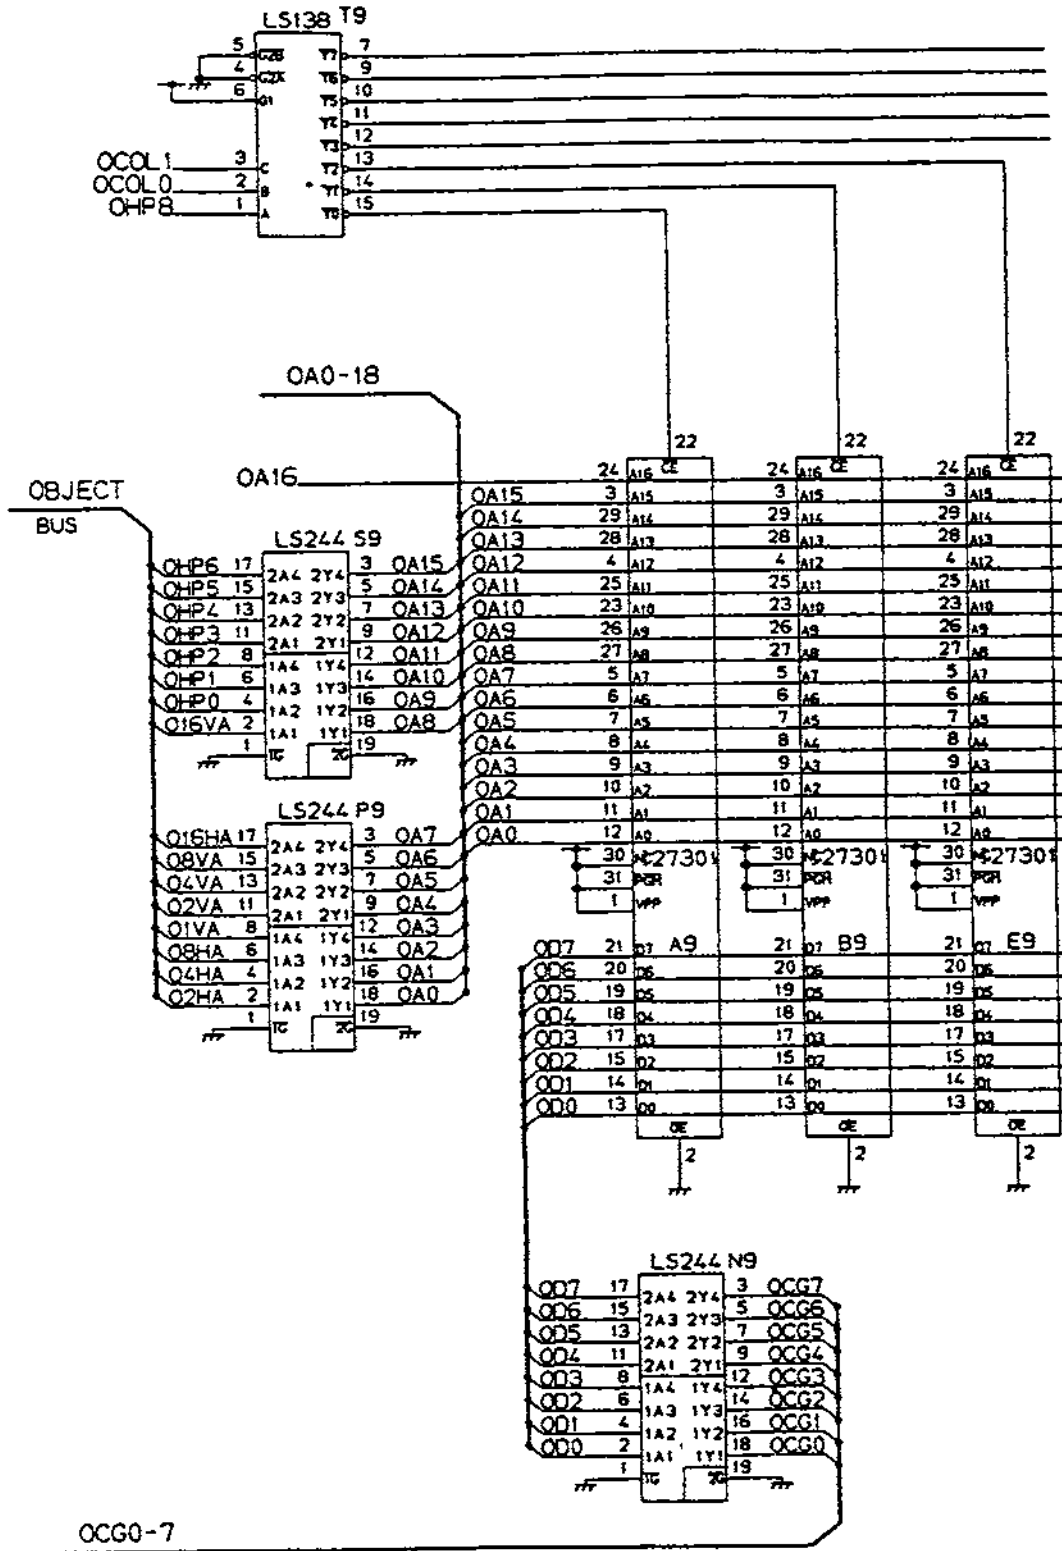 LS138 T9
5 G2B Y7 7
4 G2A Y6 9
6 G1 Y5 10
Y4 11
Y3 12
OCOL1 3 C Y2 13
OCOL0 2 B Y1 14
OHP8 1 A Y0 15
OA0-18
22 22 22
CE CE CE
OA16 24 A16 24 A16 24 A16
OA15 3 A15 3 A15 3 A15
OA14 29 A14 29 A14 29 A14
OA13 28 A13 28 A13 28 A13
OA12 4 A12 4 A12 4 A12
OA11 25 A11 25 A11 25 A11
OA10 23 A10 23 A10 23 A10
OA9 26 A9 26 A9 26 A9
OA8 27 A8 27 A8 27 A8
OA7 5 A7 5 A7 5 A7
OA6 6 A6 6 A6 6 A6
OA5 7 A5 7 A5 7 A5
OA4 8 A4 8 A4 8 A4
OA3 9 A3 9 A3 9 A3
OA2 10 A2 10 A2 10 A2
OA1 11 A1 11 A1 11 A1
OA0 12 A0 12 A0 12 A0
30 30 30
31 PGM 31 PGM 31 PGM
1 VPP 1 VPP 1 VPP
A9 B9 E9
OD7 21 D7 21 D7 21 D7
OD6 20 D6 20 D6 20 D6
OD5 19 D5 19 D5 19 D5
OD4 18 D4 18 D4 18 D4
OD3 17 D3 17 D3 17 D3
OD2 15 D2 15 D2 15 D2
OD1 14 D1 14 D1 14 D1
OD0 13 D0 13 D0 13 D0
OE OE OE
2 2 2
OBJECT
BUS
LS244 S9
OHP6 17 2A4 2Y4 3 OA15
OHP5 15 2A3 2Y3 5 OA14
OHP4 13 2A2 2Y2 7 OA13
OHP3 11 2A1 2Y1 9 OA12
OHP2 8 1A4 1Y4 12 OA11
OHP1 6 1A3 1Y3 14 OA10
OHP0 4 1A2 1Y2 16 OA9
O16VA 2 1A1 1Y1 18 OA8
1 1G 2G 19
LS244 P9
O16HA 17 2A4 2Y4 3 OA7
O8VA 15 2A3 2Y3 5 OA6
O4VA 13 2A2 2Y2 7 OA5
O2VA 11 2A1 2Y1 9 OA4
O1VA 8 1A4 1Y4 12 OA3
O8HA 6 1A3 1Y3 14 OA2
O4HA 4 1A2 1Y2 16 OA1
O2HA 2 1A1 1Y1 18 OA0
1 1G 2G 19
LS244 N9
OD7 17 2A4 2Y4 3 OCG7
OD6 15 2A3 2Y3 5 OCG6
OD5 13 2A2 2Y2 7 OCG5
OD4 11 2A1 2Y1 9 OCG4
OD3 8 1A4 1Y4 12 OCG3
OD2 6 1A3 1Y3 14 OCG2
OD1 4 1A2 1Y2 16 OCG1
OD0 2 1A1 1Y1 18 OCG0
1 1G 2G 19
OCG0-7